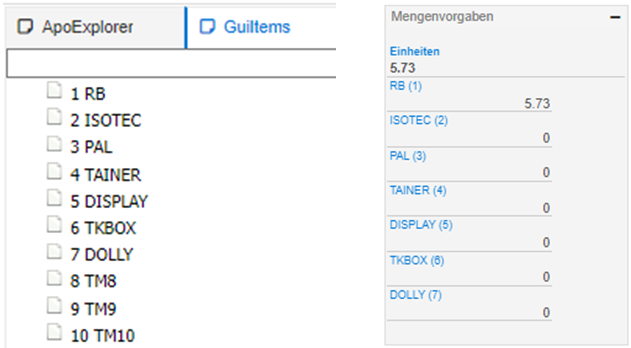 ApoExplorer
GuiItems
1 RB
2 ISOTEC
3 PAL
4 TAINER
5 DISPLAY
6 TKBOX
7 DOLLY
8 TM8
9 TM9
10 TM10
Mengenvorgaben
Einheiten
5.73
RB (1)
5.73
ISOTEC (2)
0
PAL (3)
0
TAINER (4)
0
DISPLAY (5)
0
TKBOX (6)
0
DOLLY (7)
0